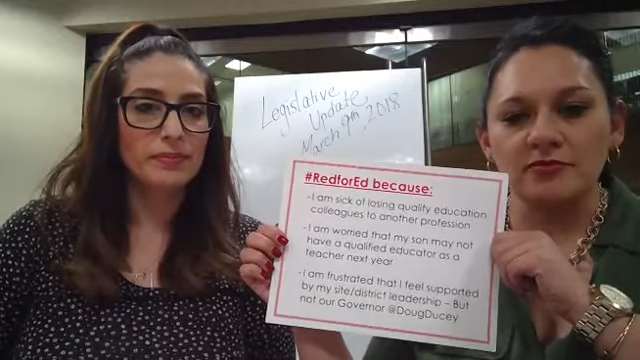 Legislative
Update
March 9th, 2018
#RedforEd because:
- I am sick of losing quality education
colleagues to another profession
- I am worried that my son may not
have a qualified educator as a
teacher next year
- I am frustrated that I feel supported
by my site/district leadership – But
not our Governor @DougDucey